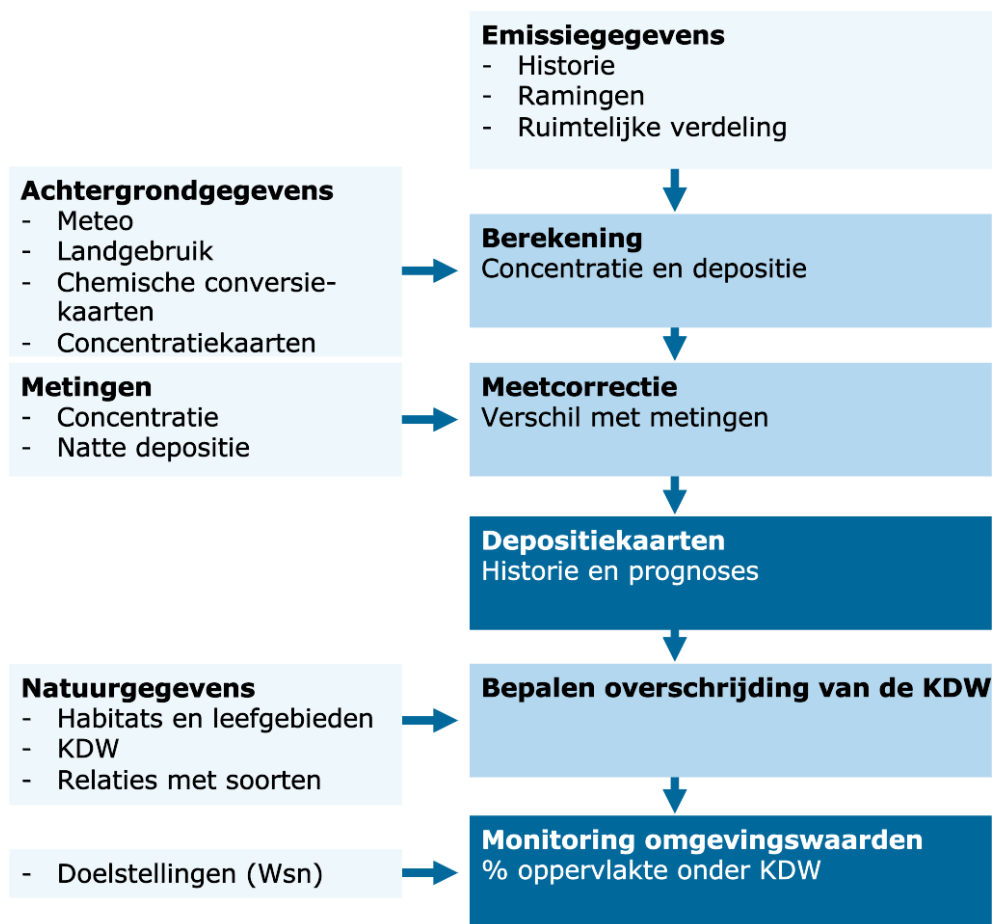 Emissiegegevens
- Historie
- Ramingen
- Ruimtelijke verdeling
Achtergrondgegevens
- Meteo
- Landgebruik
- Chemische conversie-
kaarten
- Concentratiekaarten
Berekening
Concentratie en depositie
Metingen
- Concentratie
- Natte depositie
Meetcorrectie
Verschil met metingen
Depositiekaarten
Historie en prognoses
Natuurgegevens
- Habitats en leefgebieden
- KDW
- Relaties met soorten
Bepalen overschrijding van de KDW
- Doelstellingen (Wsn)
Monitoring omgevingswaarden
% oppervlakte onder KDW